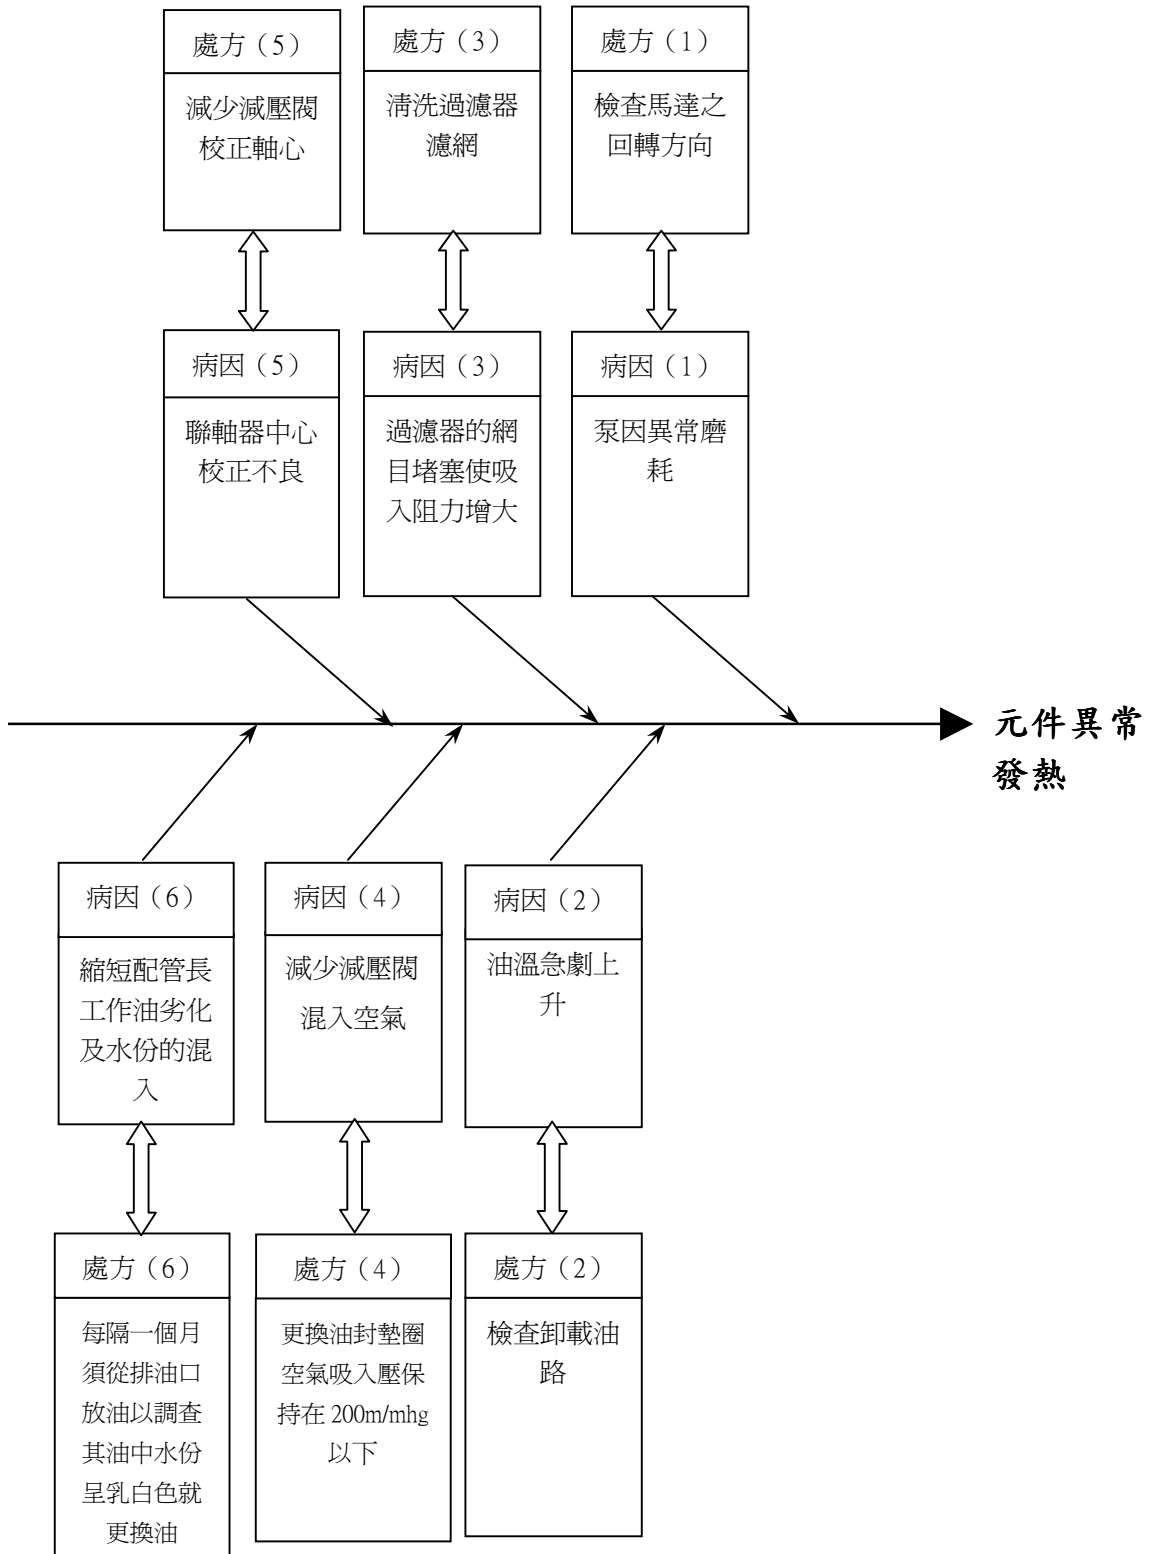 處方（5）
減少減壓閥
校正軸心
處方（3）
清洗過濾器
濾網
處方（1）
檢查馬達之
回轉方向
病因（5）
聯軸器中心
校正不良
病因（3）
過濾器的網
目堵塞使吸
入阻力增大
病因（1）
泵因異常磨
耗
元件異常
發熱
病因（6）
縮短配管長
工作油劣化
及水份的混
入
病因（4）
減少減壓閥
混入空氣
病因（2）
油溫急劇上
升
處方（6）
每隔一個月
須從排油口
放油以調查
其油中水份
呈乳白色就
更換油
處方（4）
更換油封墊圈
空氣吸入壓保
持在 200m/mhg
以下
處方（2）
檢查卸載油
路